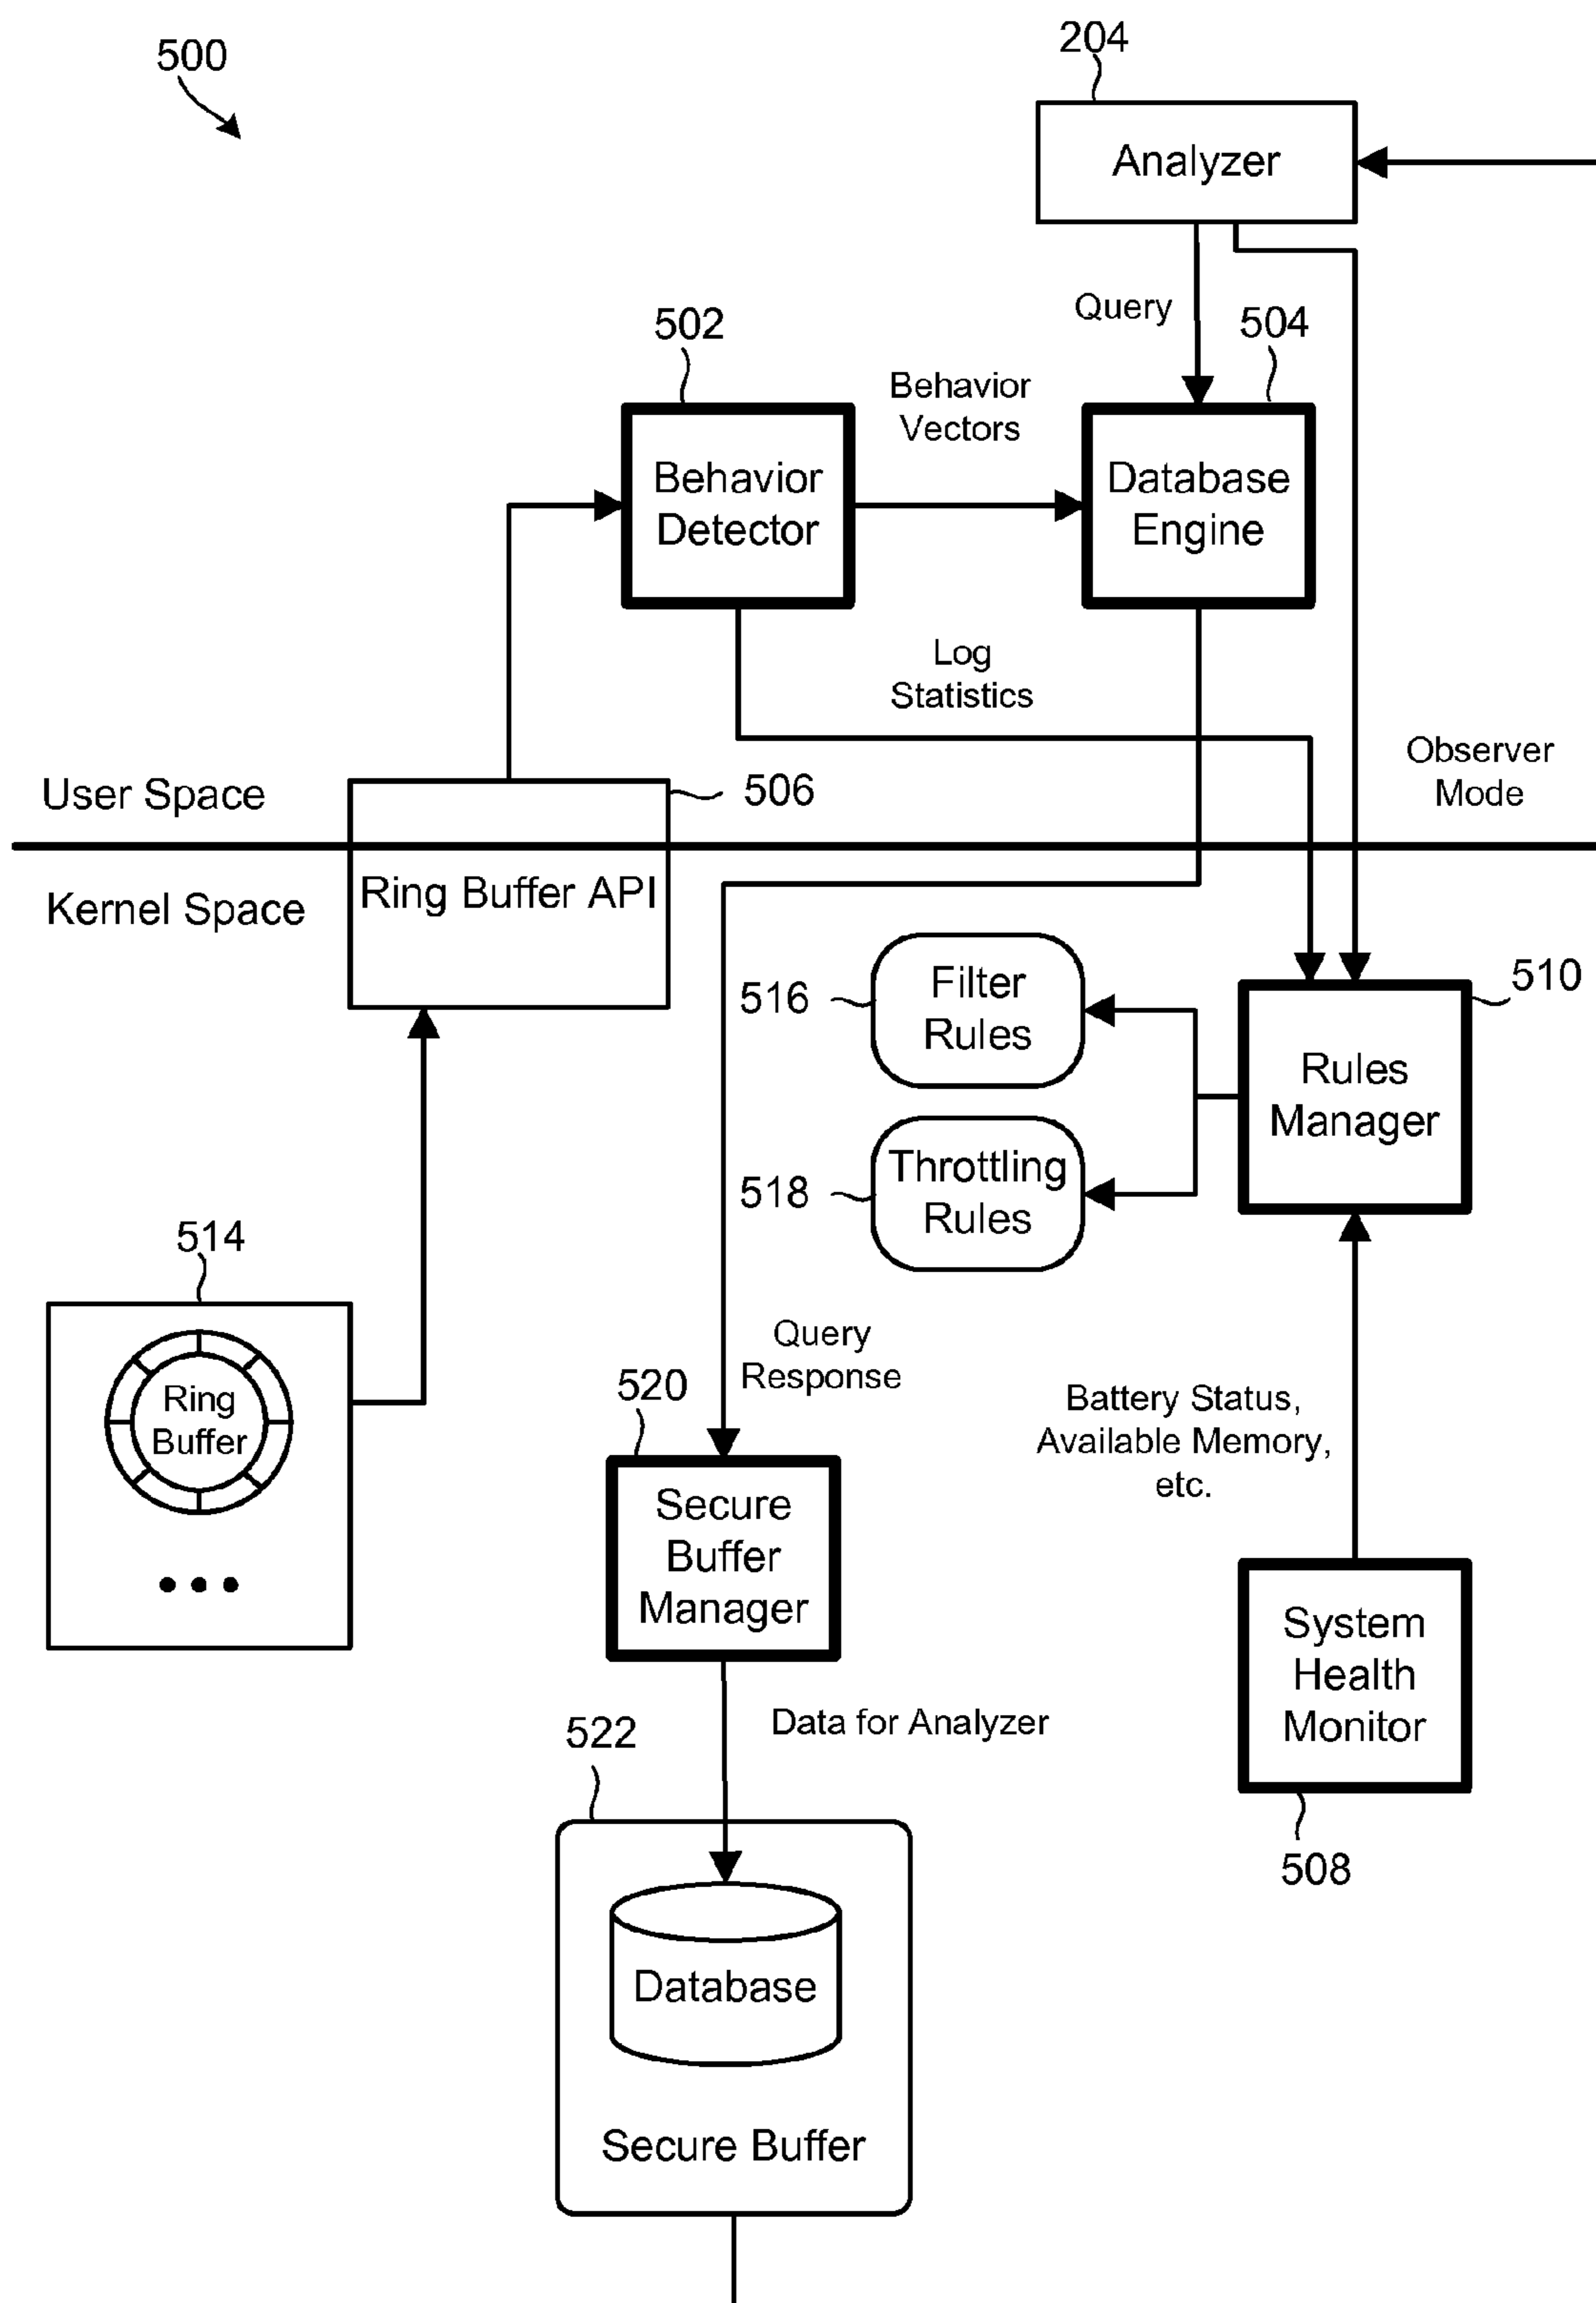 500
204
Analyzer
Query
504
502
Behavior
Vectors
Behavior
Detector
Database
Engine
Log
Statistics
Observer
Mode
User Space
506
Kernel Space
Ring Buffer API
516
Filter
Rules
510
Rules
Manager
518
Throttling
Rules
514
Ring
Buffer
• • •
Query
Response
520
Battery Status,
Available Memory,
etc.
Secure
Buffer
Manager
System
Health
Monitor
522
Data for Analyzer
508
Database
Secure Buffer